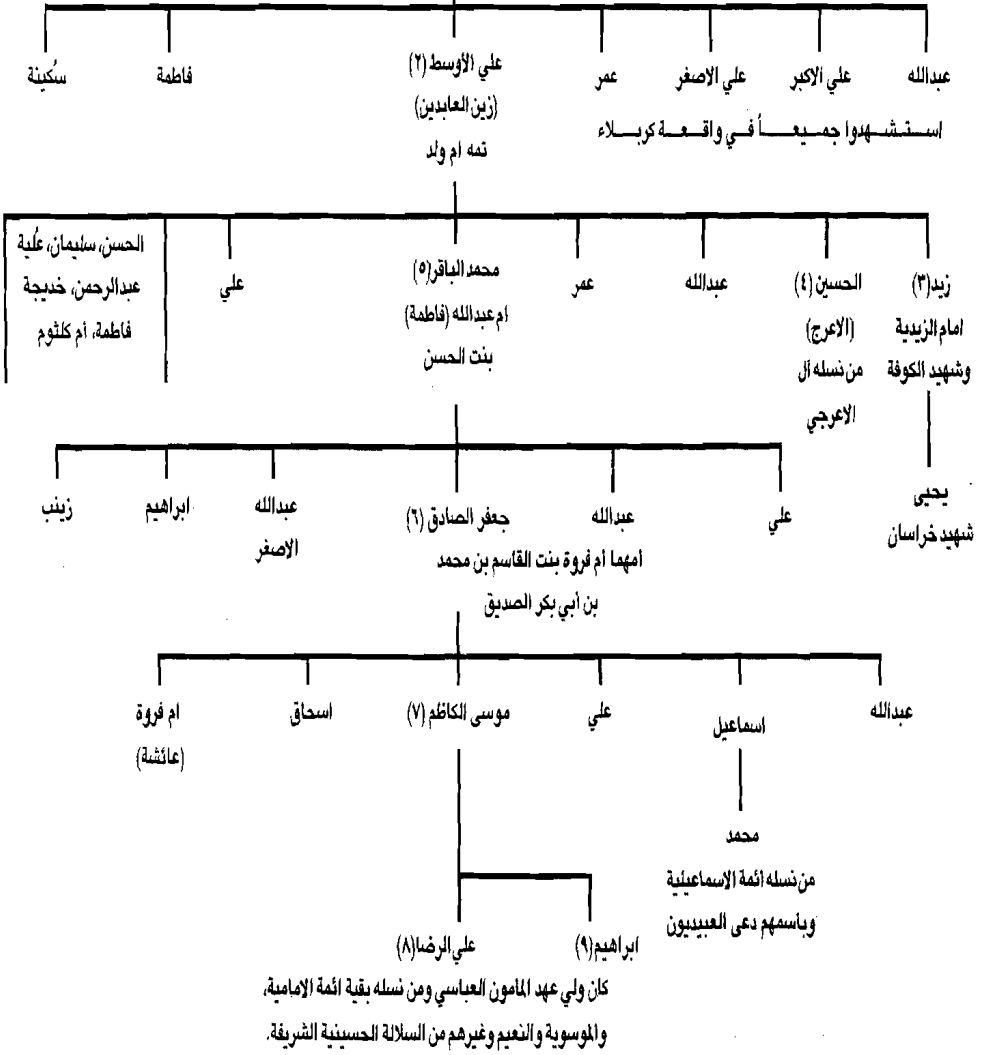 عبدالله
علي الاكبر
علي الاصغر
عمر
علي الأوسط (٢)
(زين العابدين)
تمه ام ولد
فاطمة
سكينة
استشهدوا جميعاً في واقعة كربلاء
زيد (٣)
امام الزيدية
وشهيد الكوفة
الحسين (٤)
(الاعرج)
من نسله آل
الاعرجي
عبدالله
عمر
محمد الباقر (٥)
ام عبدالله (فاطمة)
بنت الحسن
علي
الحسن، سليمان، علية
عبدالرحمن، خديجة
فاطمة، أم كلثوم
يحيى
شهيد خراسان
علي
عبدالله
جعفر الصادق (٦)
امهما ام فروة بنت القاسم بن محمد
بن أبي بكر الصديق
عبدالله
الاصغر
ابراهيم
زينب
عبدالله
اسماعيل
علي
موسى الكاظم (٧)
اسحاق
ام فروة
(عائشة)
محمد
من نسله ائمة الاسماعيلية
وباسمهم دعى العبيديون
ابراهيم (٩)
علي الرضا (٨)
كان ولي عهد المامون العباسي ومن نسله بقية ائمة الامامية،
والموسوية والنعيم وغيرهم من السلالة الحسينية الشريفة.